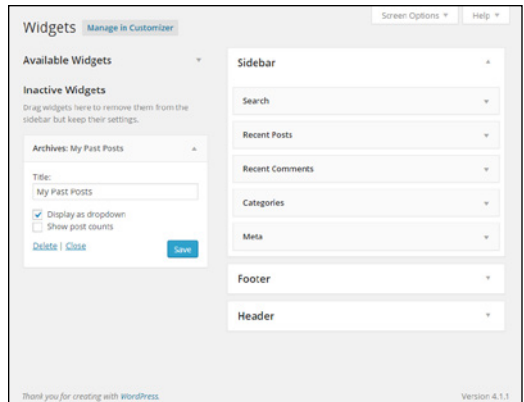 Screen Options Help
Widgets Manage in Customizer
Available Widgets
Inactive Widgets
Drag widgets here to remove them from the
sidebar but keep their settings.
Archives: My Past Posts
Title:
My Past Posts
Display as dropdown
Show post counts
Delete | Close
Save
Sidebar
Search
Recent Posts
Recent Comments
Categories
Meta
Footer
Header
Thank you for creating with WordPress.
Version 4.1.1